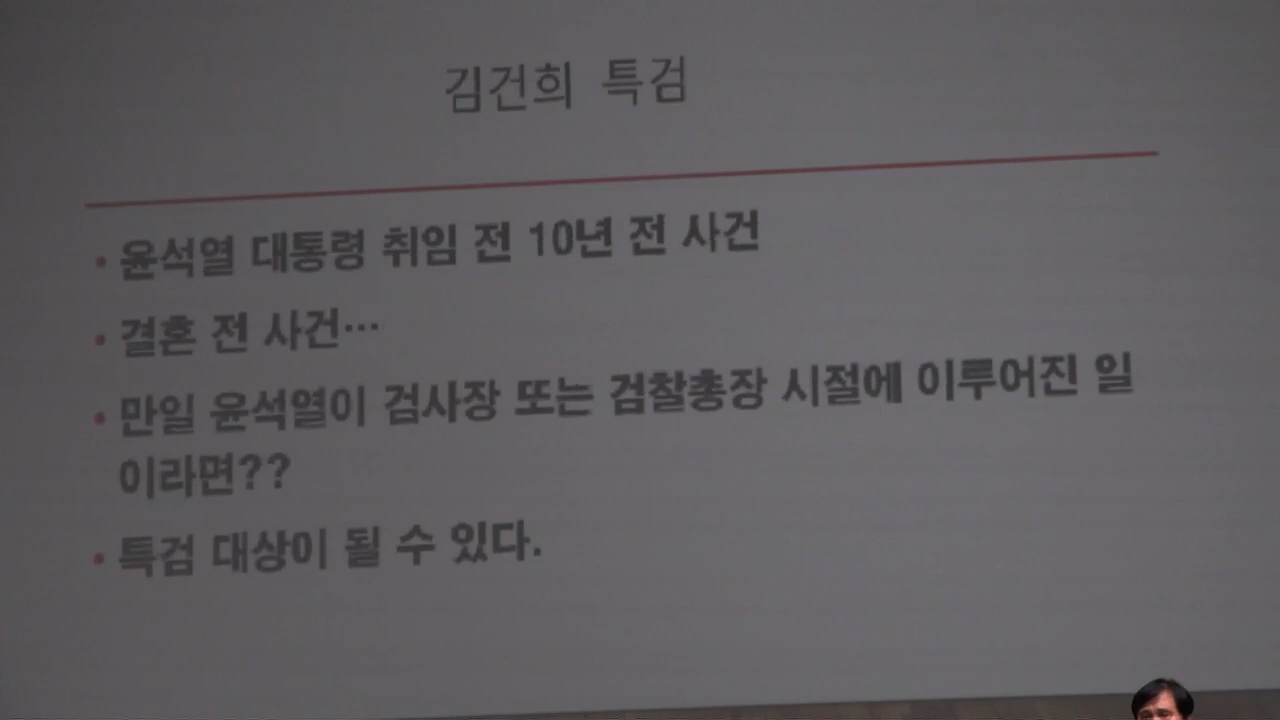 김건희 특검
• 윤석열 대통령 취임 전 10년 전 사건
• 결혼 전 사건…
• 만일 윤석열이 검사장 또는 검찰총장 시절에 이루어진 일
이라면??
• 특검 대상이 될 수 있다.